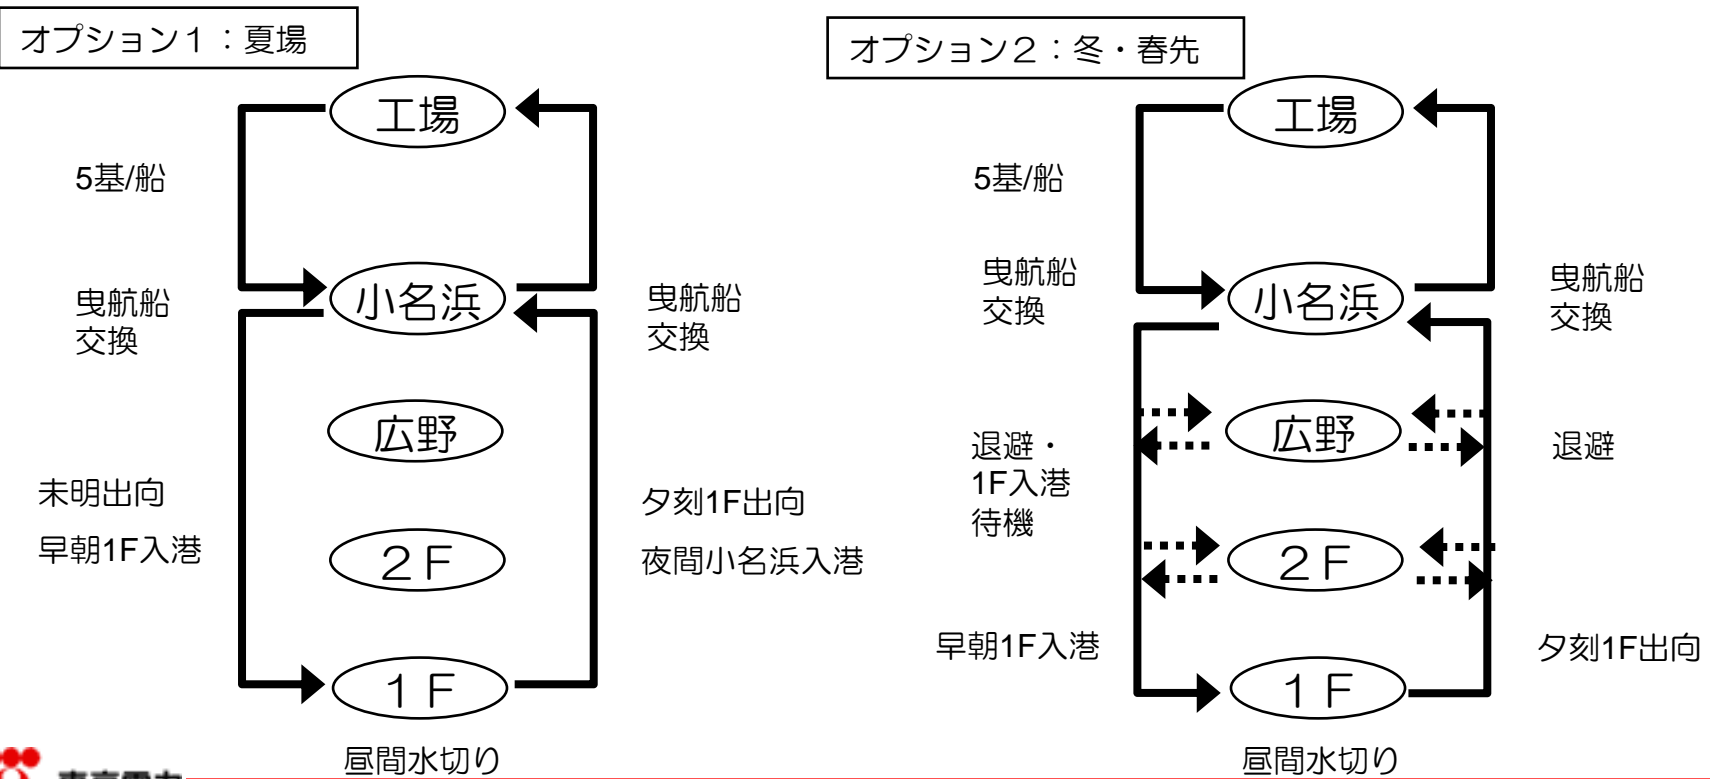 オプション１：夏場
工場
5基/船
曳航船
交換
小名浜
曳航船
交換
広野
未明出向
早朝1F入港
２F
夕刻1F出向
夜間小名浜入港
１F
昼間水切り
オプション２：冬・春先
工場
5基/船
曳航船
交換
小名浜
曳航船
交換
広野
退避・
1F入港
待機
退避
２F
早朝1F入港
夕刻1F出向
１F
昼間水切り